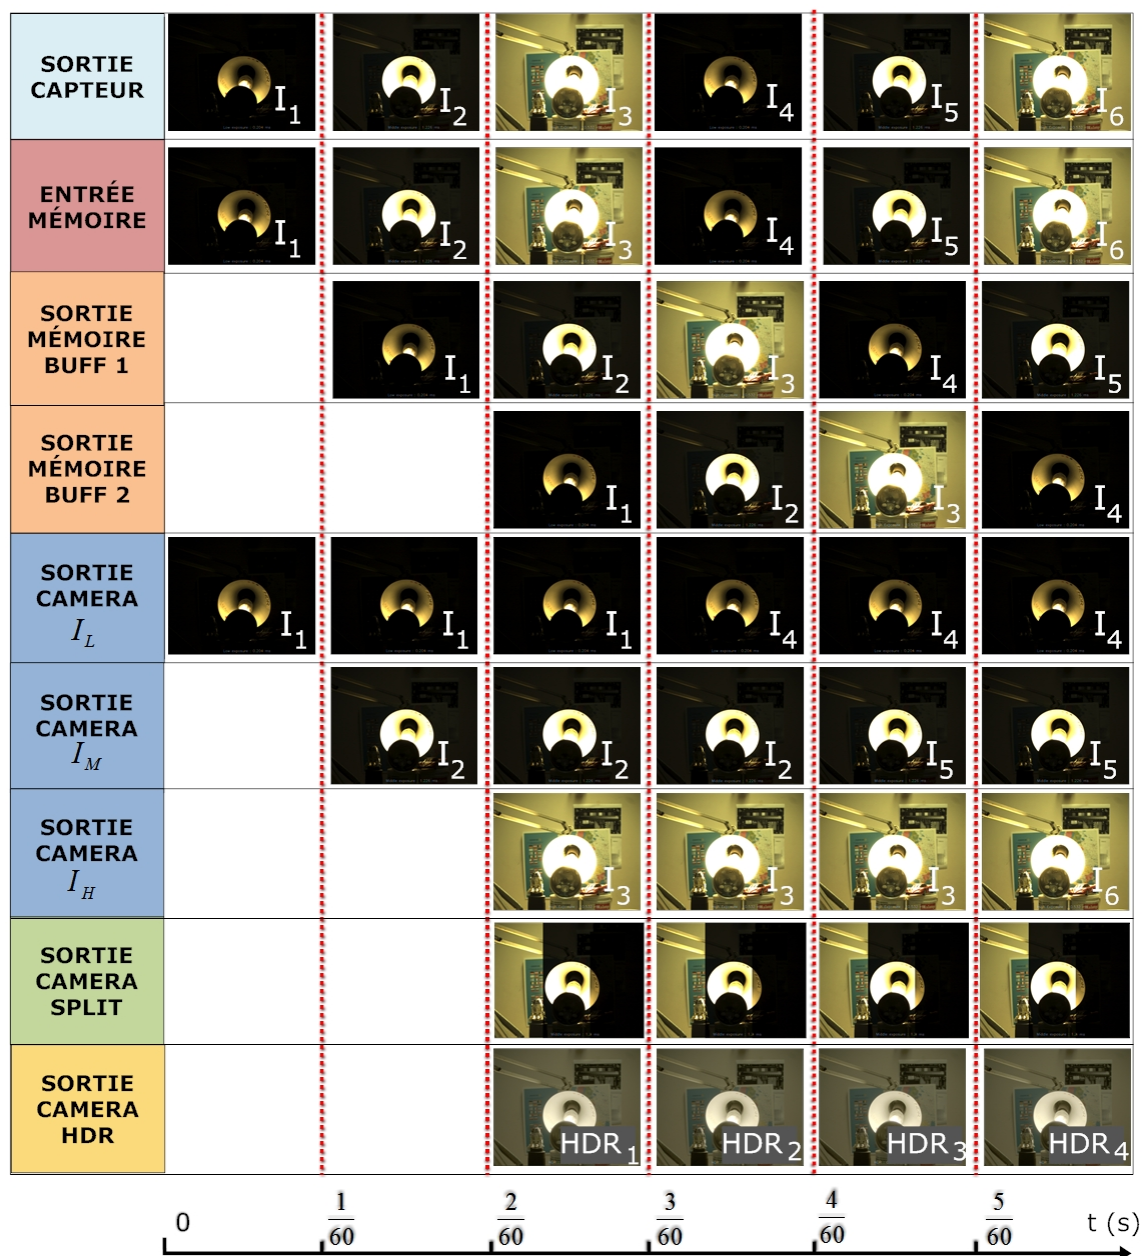 SORTIE
CAPTEUR
I1 I2 I3 I4 I5 I6
ENTRÉE
MÉMOIRE
I1 I2 I3 I4 I5 I6
SORTIE
MÉMOIRE
BUFF 1
I1 I2 I3 I4 I5
SORTIE
MÉMOIRE
BUFF 2
I1 I2 I3 I4
SORTIE
CAMERA
IL
I1 I1 I1 I4 I4 I4
SORTIE
CAMERA
IM
I2 I2 I2 I5 I5
SORTIE
CAMERA
IH
I3 I3 I3 I6
SORTIE
CAMERA
SPLIT
SORTIE
CAMERA
HDR
HDR1 HDR2 HDR3 HDR4
0 1/60 2/60 3/60 4/60 5/60 t (s)